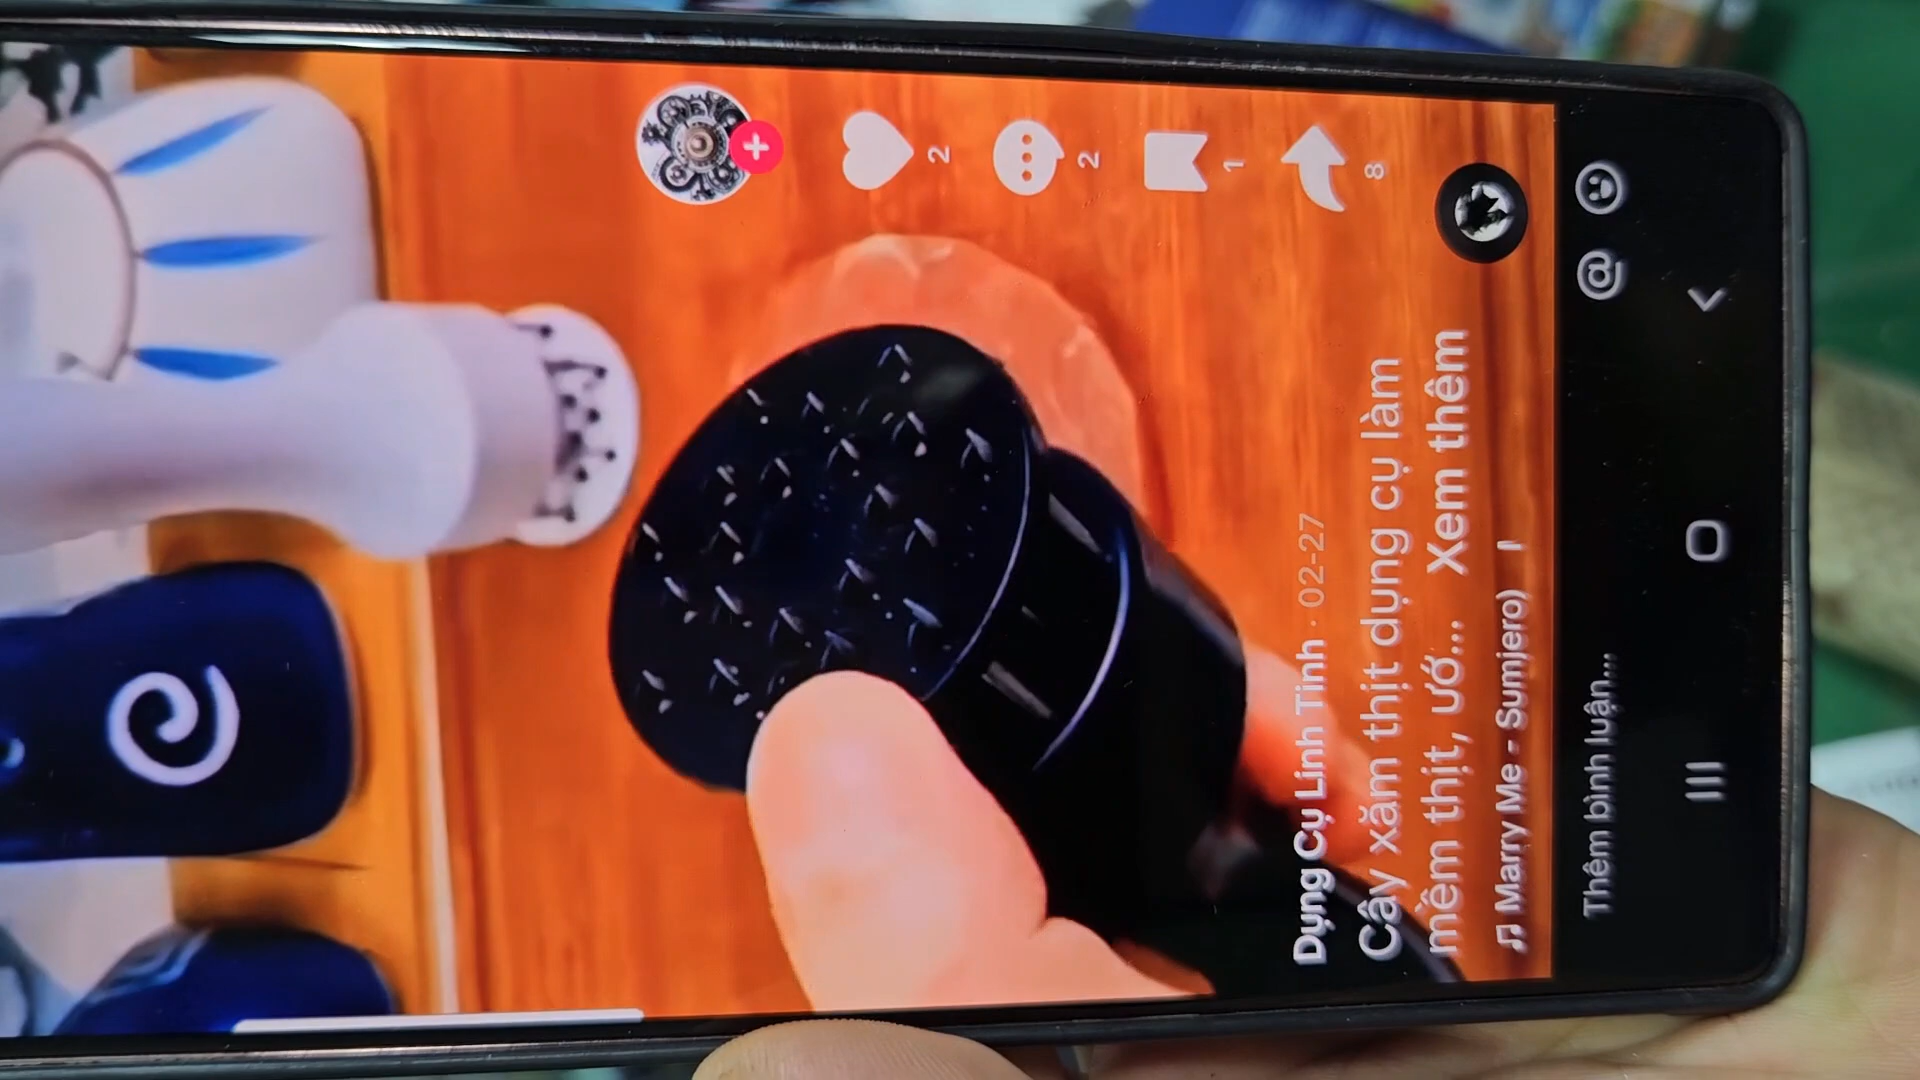 2
2
1
8
Dụng Cụ Linh Tinh · 02-27
Cây xăm thịt dụng cụ làm
mềm thịt, ướ... Xem thêm
Marry Me - Sumjero)
Thêm bình luận...
@